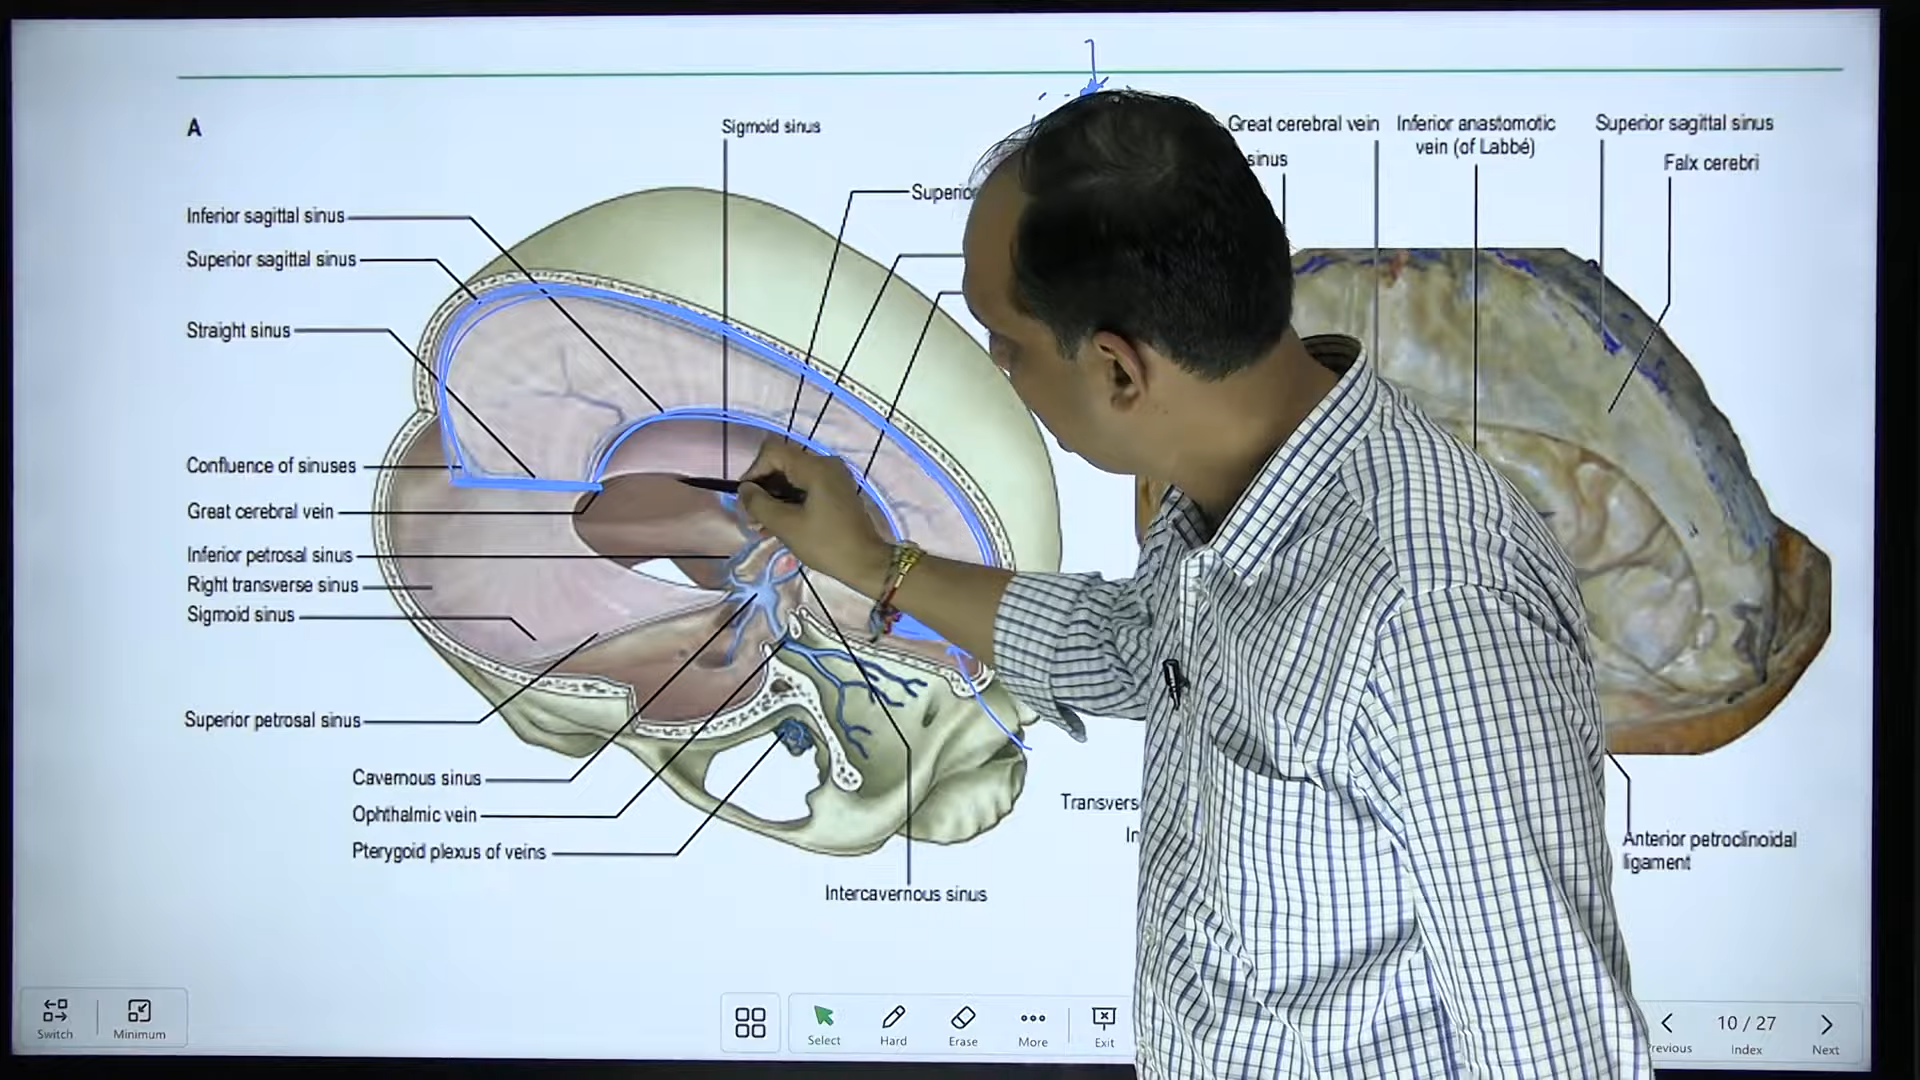 A
Sigmoid sinus
Inferior sagittal sinus
Superior sagittal sinus
Straight sinus
Confluence of sinuses
Great cerebral vein
Inferior petrosal sinus
Right transverse sinus
Sigmoid sinus
Superior petrosal sinus
Cavernous sinus
Ophthalmic vein
Pterygoid plexus of veins
Intercavernous sinus
Great cerebral vein
sinus
Inferior anastomotic
vein (of Labbé)
Superior sagittal sinus
Falx cerebri
Anterior petroclinoidal
ligament
Switch
Minimum
Select
Hard
Erase
More
Exit
10 / 27
Index
Next